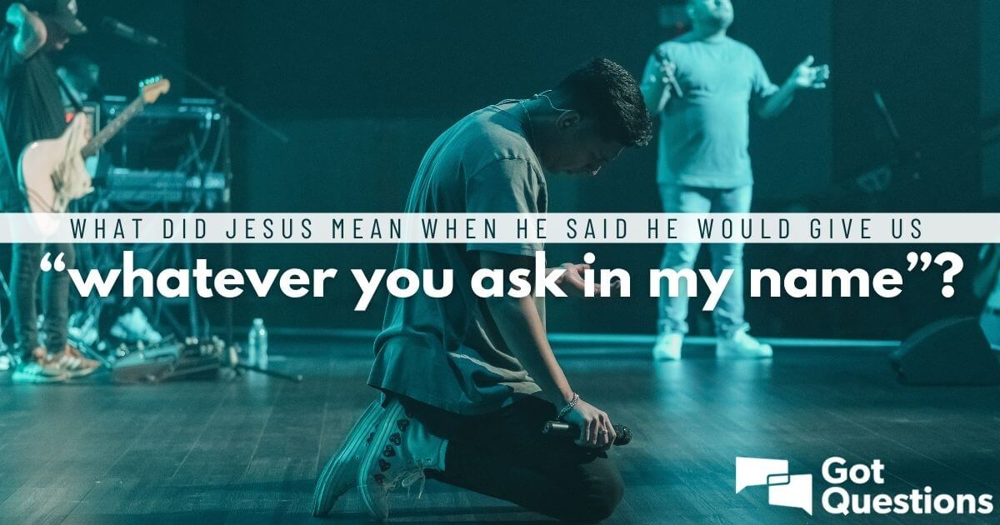 WHAT DID JESUS MEAN WHEN HE SAID HE WOULD GIVE US
“whatever you ask in my name”?
Got
Questions